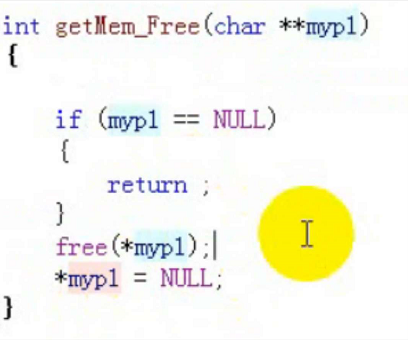 int getMem_Free(char **myp1)
{
if (myp1 == NULL)
{
return ;
}
free(*myp1);
*myp1 = NULL;
}